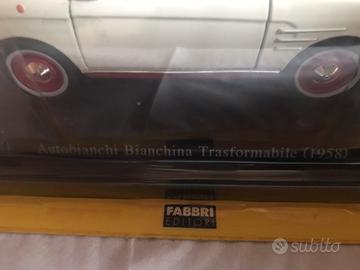 Autobianchi Bianchina Trasformabile (1958)
FABBRI
EDITORI
subito